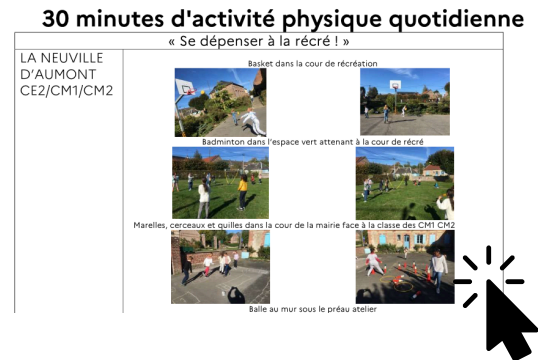 30 minutes d'activité physique quotidienne
« Se dépenser à la récré ! »
LA NEUVILLE
D'AUMONT
CE2/CM1/CM2
Basket dans la cour de récréation
Badminton dans l'espace vert attenant à la cour de récré
Marelles, cerceaux et quilles dans la cour de la mairie face à la classe des CM1 CM2
Balle au mur sous le préau atelier